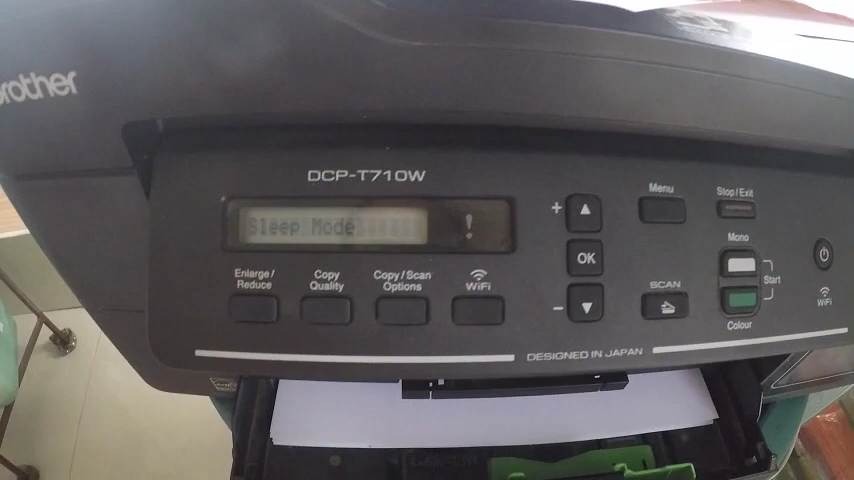 brother
DCP-T710W
Sleep Mode
!
Enlarge/
Reduce
Copy
Quality
Copy/Scan
Options
WiFi
+
-
OK
Menu
SCAN
Stop/Exit
Mono
Start
Colour
WiFi
DESIGNED IN JAPAN